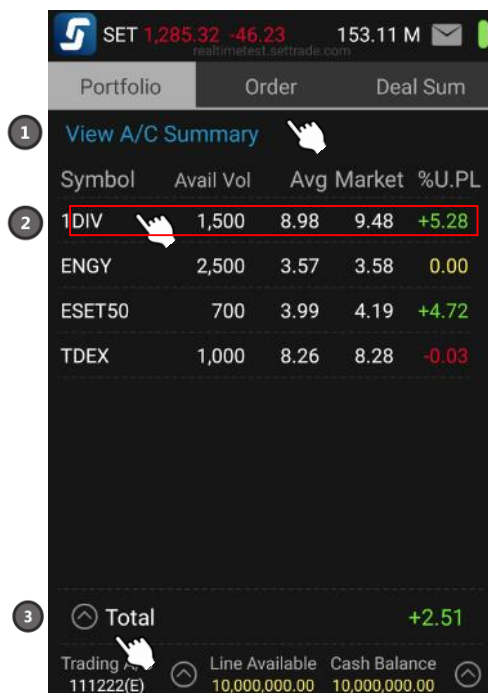 SET 1,285.32 -46.23 153.11 M
realtimetest.settrade.com
Portfolio Order Deal Sum
1 View A/C Summary
Symbol Avail Vol Avg Market %U.PL
2 1DIV 1,500 8.98 9.48 +5.28
ENGY 2,500 3.57 3.58 0.00
ESET50 700 3.99 4.19 +4.72
TDEX 1,000 8.26 8.28 -0.03
3 Total +2.51
Trading Line Available Cash Balance
111222(E) 10,000,000.00 10,000,000.00